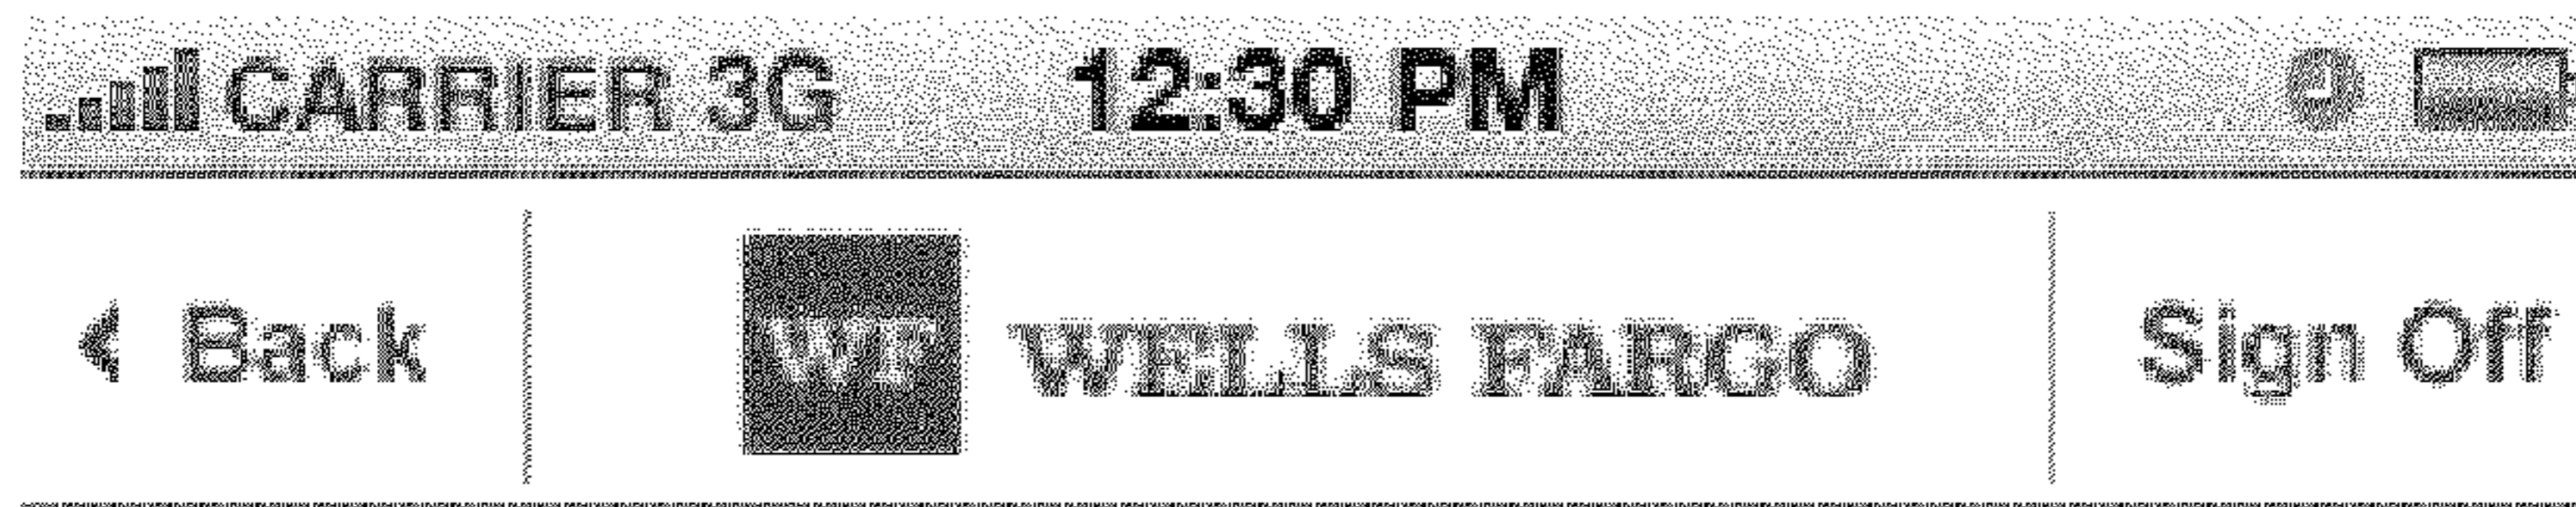 CARRIER 3G 12:30 PM
Back WF WELLS FARGO Sign Off